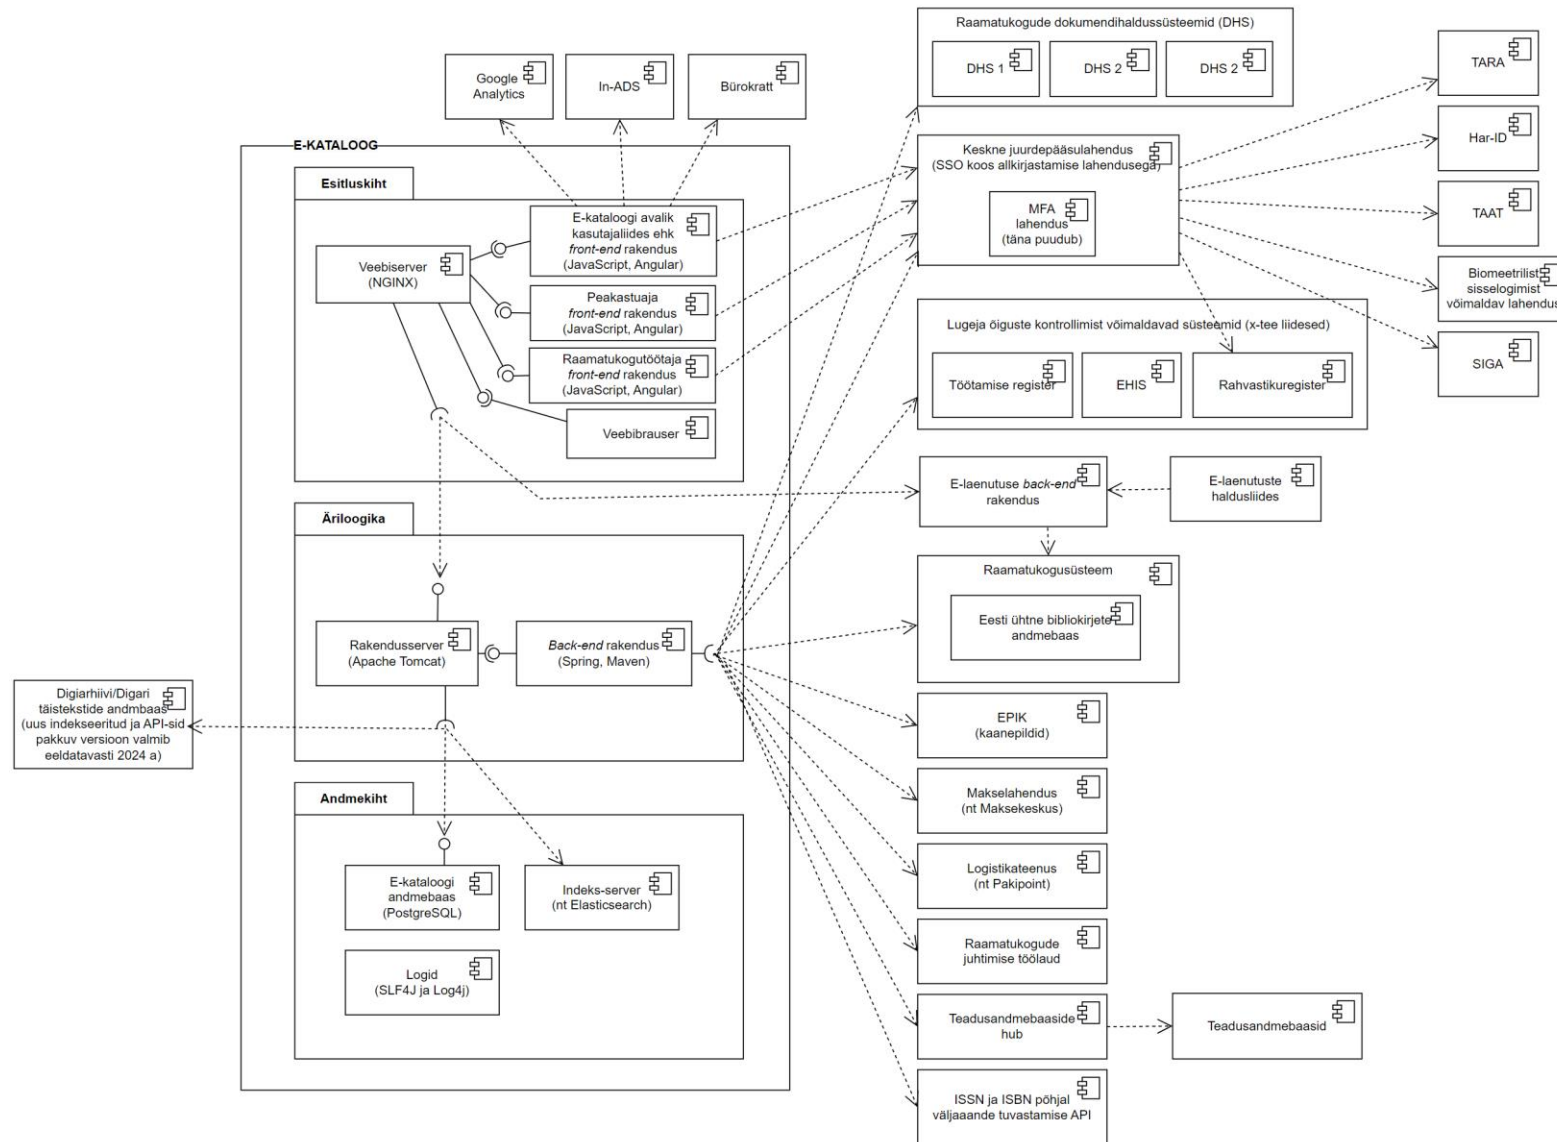 Raamatukogude dokumendihaldussüsteemid (DHS)
DHS 1
DHS 2
DHS 2
Google
Analytics
In-ADS
Bürokratt
TARA
Har-ID
TAAT
Biomeetrilist
sisselogimist
võimaldav lahendus
SIGA
E-KATALOOG
Esitluskiht
E-kataloogi avalik
kasutajaliides ehk
front-end rakendus
(JavaScript, Angular)
Veebiserver
(NGINX)
Peakastuaja
front-end rakendus
(JavaScript, Angular)
Raamatukogutöötaja
front-end rakendus
(JavaScript, Angular)
Veebibrauser
Keskne juurdepääsulahendus
(SSO koos allkirjastamise lahendusega)
MFA
lahendus
(täna puudub)
Lugeja õiguste kontrollimist võimaldavad süsteemid (x-tee liidesed)
Töötamise register
EHIS
Rahvastikuregister
E-laenutuse back-end
rakendus
E-laenutuste
haldusliides
Äriloogika
Rakendusserver
(Apache Tomcat)
Back-end rakendus
(Spring, Maven)
Raamatukogusüsteem
Eesti ühtne bibliokirjete
andmebaas
Digiarhiivi/Digari
täistekstide andmbaas
(uus indekseeritud ja API-sid
pakkuv versioon valmib
eeldatavasti 2024 a)
EPIK
(kaanepildid)
Makselahendus
(nt Maksekeskus)
Andmekiht
E-kataloogi
andmebaas
(PostgreSQL)
Indeks-server
(nt Elasticsearch)
Logid
(SLF4J ja Log4j)
Logistikateenus
(nt Pakipoint)
Raamatukogude
juhtimise töölaud
Teadusandmebaaside
hub
Teadusandmebaasid
ISSN ja ISBN põhjal
väljaaande tuvastamise API